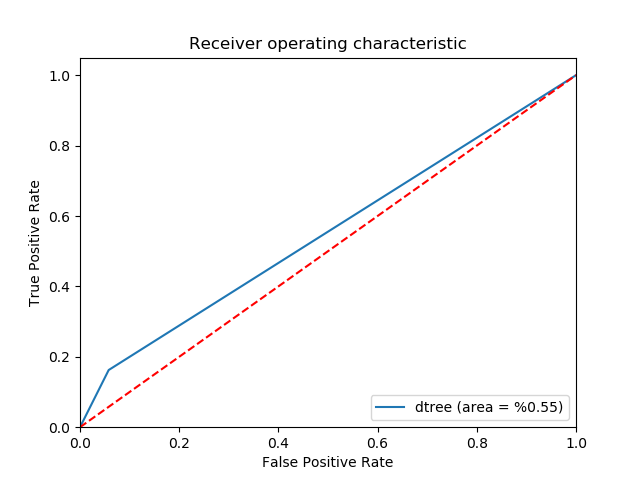 Receiver operating characteristic
1.0
0.8
0.6
0.4
0.2
0.0
True Positive Rate
dtree (area = %0.55)
0.0 0.2 0.4 0.6 0.8 1.0
False Positive Rate